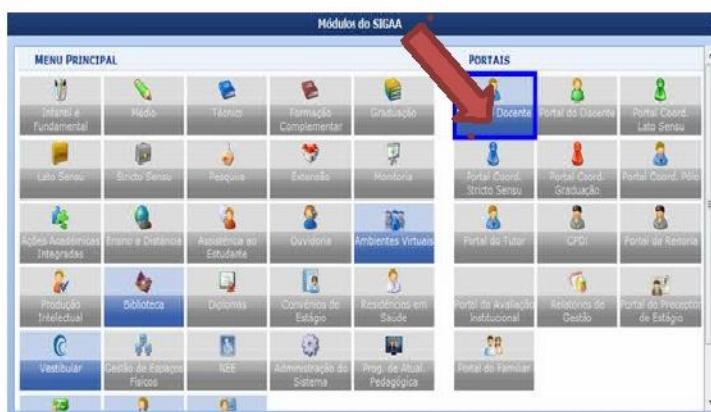 Módulos do SIGAA
MENU PRINCIPAL
PORTAIS
Infantil e
Fundamental
Médio
Técnico
Formação
Complementar
Graduação
Docente
Portal do Discente
Portal Coord.
Lato Sensu
Lato Sensu
Stricto Sensu
Pesquisa
Extensão
Monitoria
Portal Coord.
Stricto Sensu
Portal Coord.
Graduação
Portal Coord. Pólo
Ações Acadêmicas
Integradas
Ensino a Distância
Assistência ao
Estudante
Ouvidoria
Ambientes Virtuais
Portal do Tutor
CPDI
Portal da Reitoria
Produção
Intelectual
Biblioteca
Diplomas
Convênios de
Estágio
Residências em
Saúde
Portal da Avaliação
Institucional
Relatórios de
Gestão
Portal do Preceptor
de Estágio
Vestibular
Gestão de Espaços
Físicos
NEE
Administração do
Sistema
Prog. de Atual.
Pedagógica
Portal do Familiar